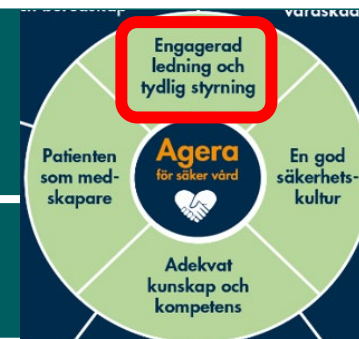 vårdskad
Engagerad
ledning och
tydlig styrning
Patienten
som med-
skapare
Agera
för säker vård
En god
säkerhets-
kultur
Adekvat
kunskap och
kompetens